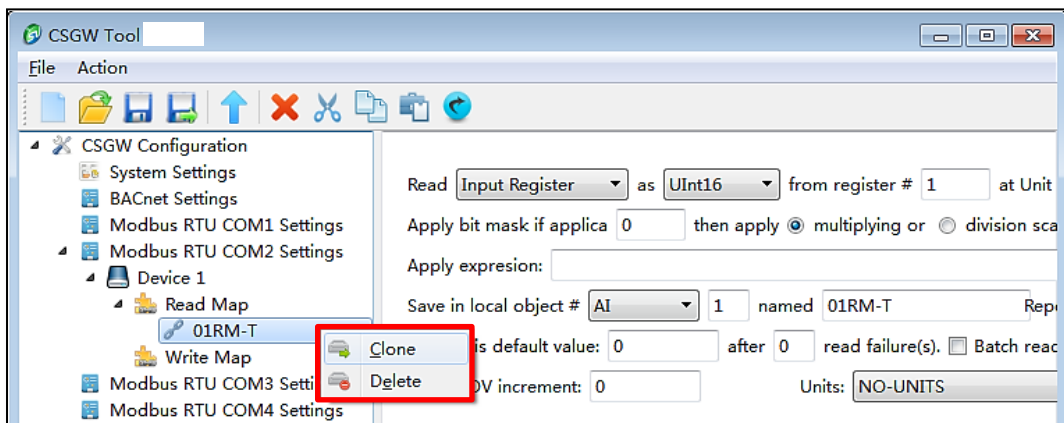 CSGW Tool
File Action
CSGW Configuration
System Settings
BACnet Settings
Modbus RTU COM1 Settings
Modbus RTU COM2 Settings
Device 1
Read Map
01RM-T
Write Map
Modbus RTU COM3 Setti
Modbus RTU COM4 Settings
Clone
Delete
Read Input Register as UInt16 from register # 1 at Unit
Apply bit mask if applica 0 then apply multiplying or division sca
Apply expresion:
Save in local object # AI 1 named 01RM-T Repo
is default value: 0 after 0 read failure(s). Batch read
OV increment: 0 Units: NO-UNITS